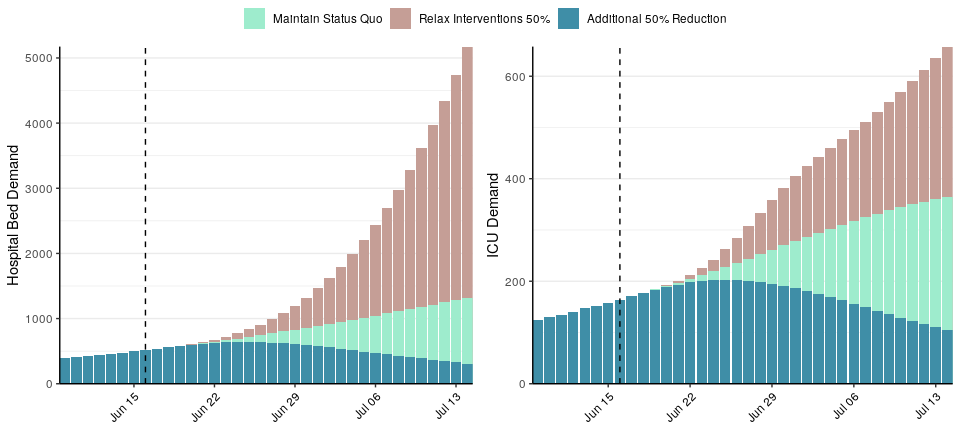 Maintain Status Quo Relax Interventions 50% Additional 50% Reduction
Hospital Bed Demand
5000
4000
3000
2000
1000
0
Jun 15 Jun 22 Jun 29 Jul 06 Jul 13
ICU Demand
600
400
200
0
Jun 15 Jun 22 Jun 29 Jul 06 Jul 13